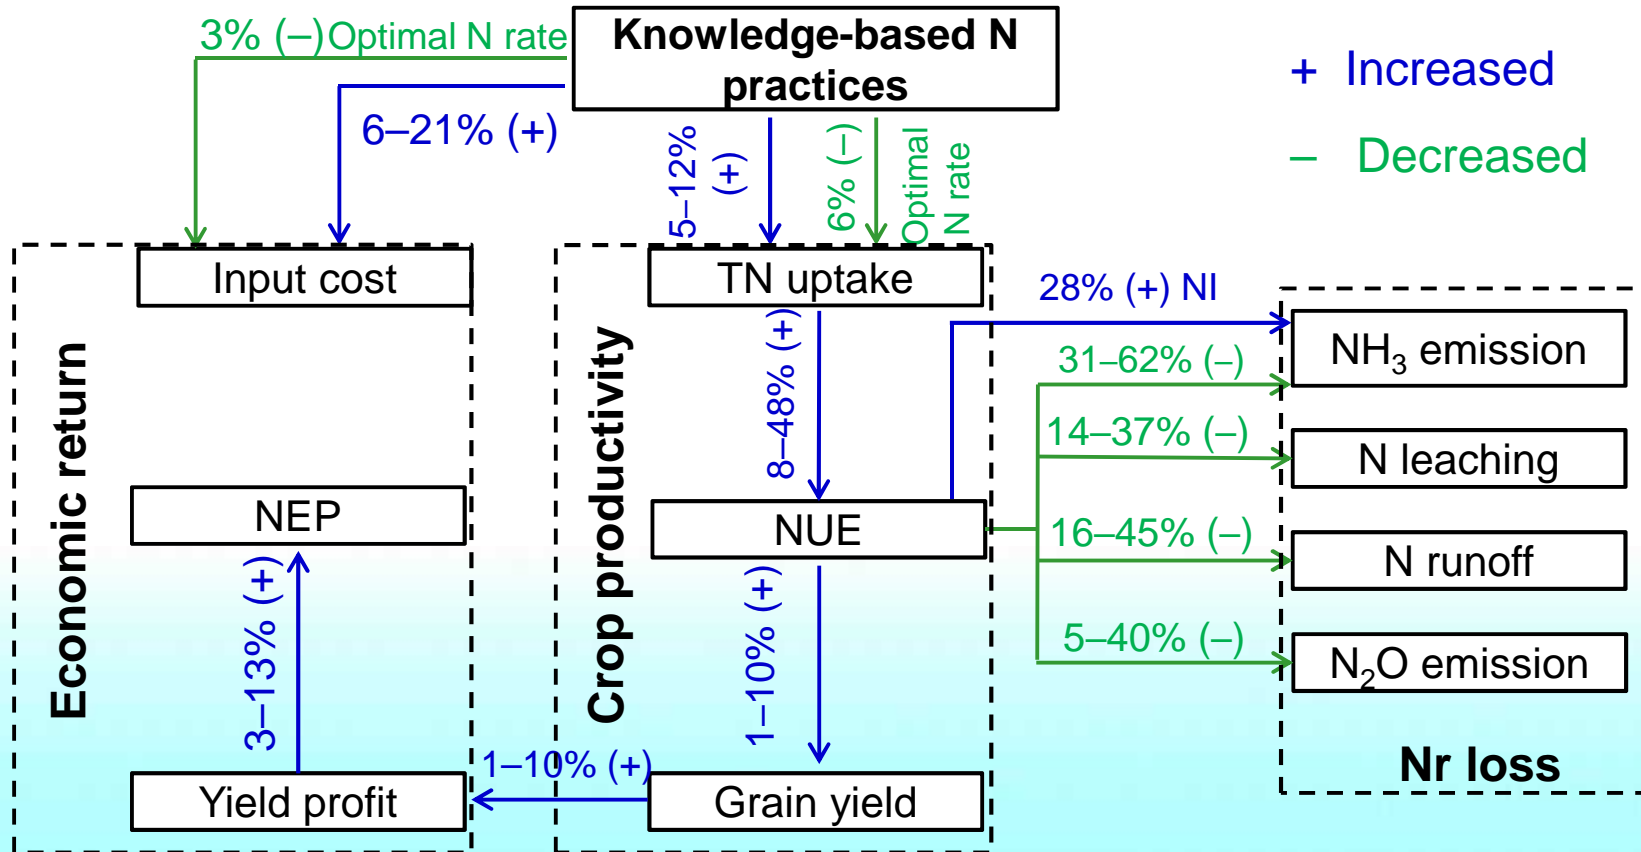 3% (–) Optimal N rate
Knowledge-based N
practices
+ Increased
– Decreased
6–21% (+)
5–12%
(+)
6% (–)
Optimal
N rate
Input cost
TN uptake
28% (+) NI
NH₃ emission
31–62% (–)
8–48% (+)
14–37% (–)
N leaching
Economic return
Crop productivity
NEP
NUE
16–45% (–)
N runoff
3–13% (+)
1–10% (+)
5–40% (–)
N₂O emission
Nr loss
1–10% (+)
Yield profit
Grain yield